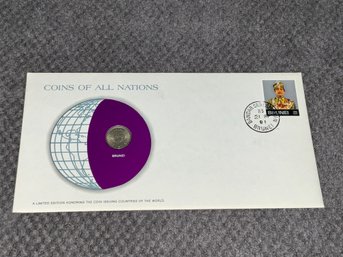 COINS OF ALL NATIONS
BRUNEI
BRUNEI
A LIMITED EDITION HONORING THE COIN ISSUING COUNTRIES OF THE WORLD